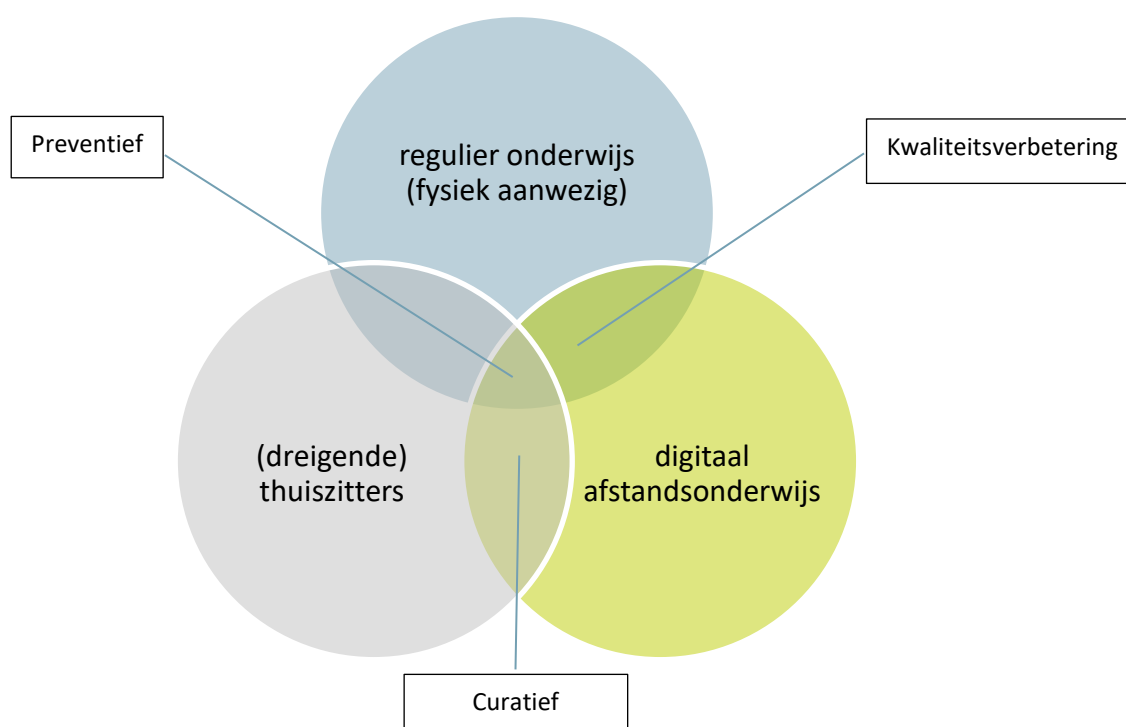 Preventief
regulier onderwijs
(fysiek aanwezig)
Kwaliteitsverbetering
(dreigende)
thuiszitters
digitaal
afstandsonderwijs
Curatief